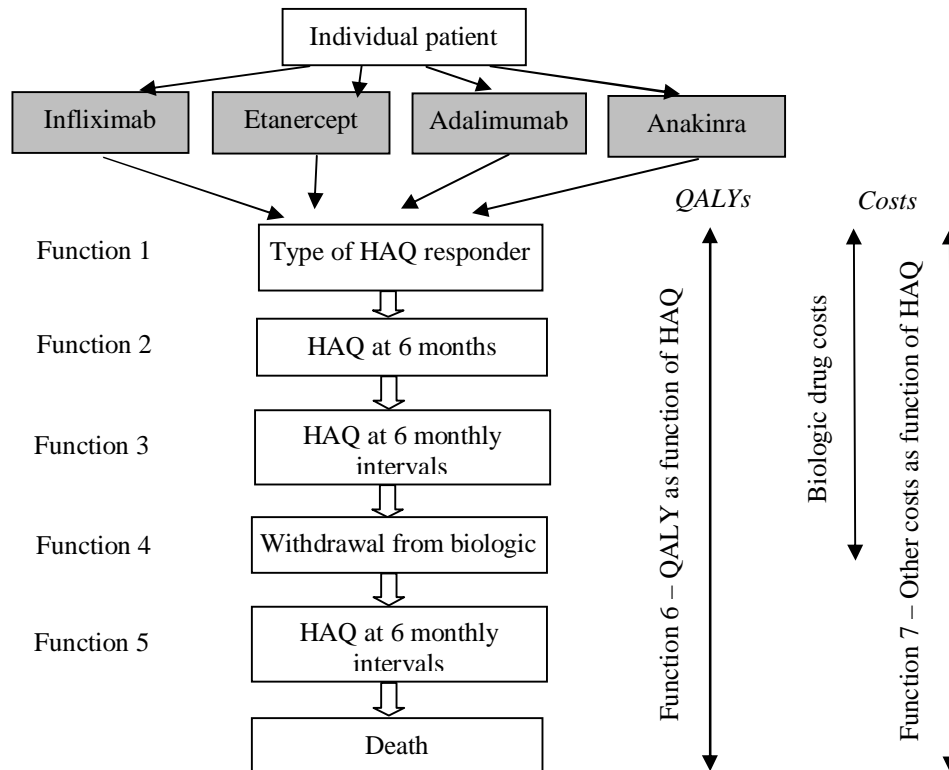 Individual patient
Infliximab
Etanercept
Adalimumab
Anakinra
QALYs
Costs
Function 1
Type of HAQ responder
Function 2
HAQ at 6 months
Function 3
HAQ at 6 monthly
intervals
Function 4
Withdrawal from biologic
Function 5
HAQ at 6 monthly
intervals
Death
Function 6 – QALY as function of HAQ
Biologic drug costs
Function 7 – Other costs as function of HAQ